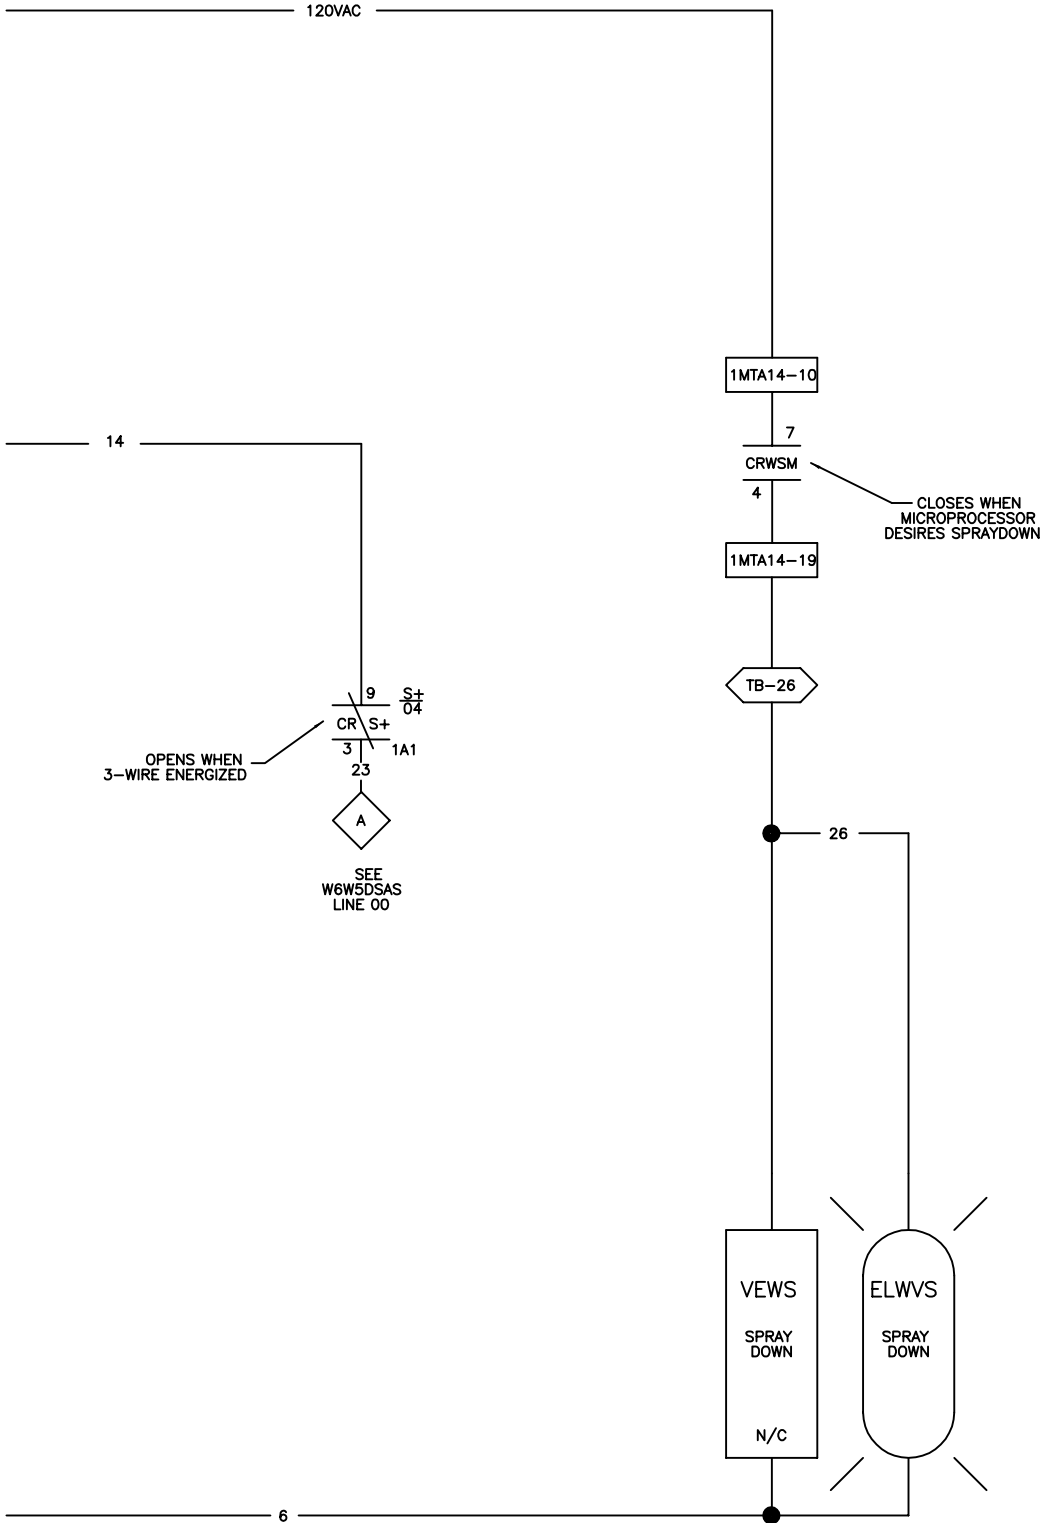 120VAC
1MTA14-10
14
7
CRWSM
4
CLOSES WHEN
MICROPROCESSOR
DESIRES SPRAYDOWN
1MTA14-19
TB-26
9
S+
04
CR S+
3
1A1
OPENS WHEN
3-WIRE ENERGIZED
23
A
SEE
W6W5DSAS
LINE 00
26
VEWS
SPRAY
DOWN
N/C
ELWVS
SPRAY
DOWN
6